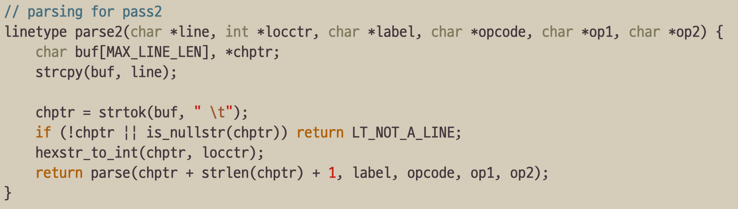 // parsing for pass2
linetype parse2(char *line, int *locctr, char *label, char *opcode, char *op1, char *op2) {
    char buf[MAX_LINE_LEN], *chptr;
    strcpy(buf, line);

    chptr = strtok(buf, " \t");
    if (!chptr || is_nullstr(chptr)) return LT_NOT_A_LINE;
    hexstr_to_int(chptr, locctr);
    return parse(chptr + strlen(chptr) + 1, label, opcode, op1, op2);
}